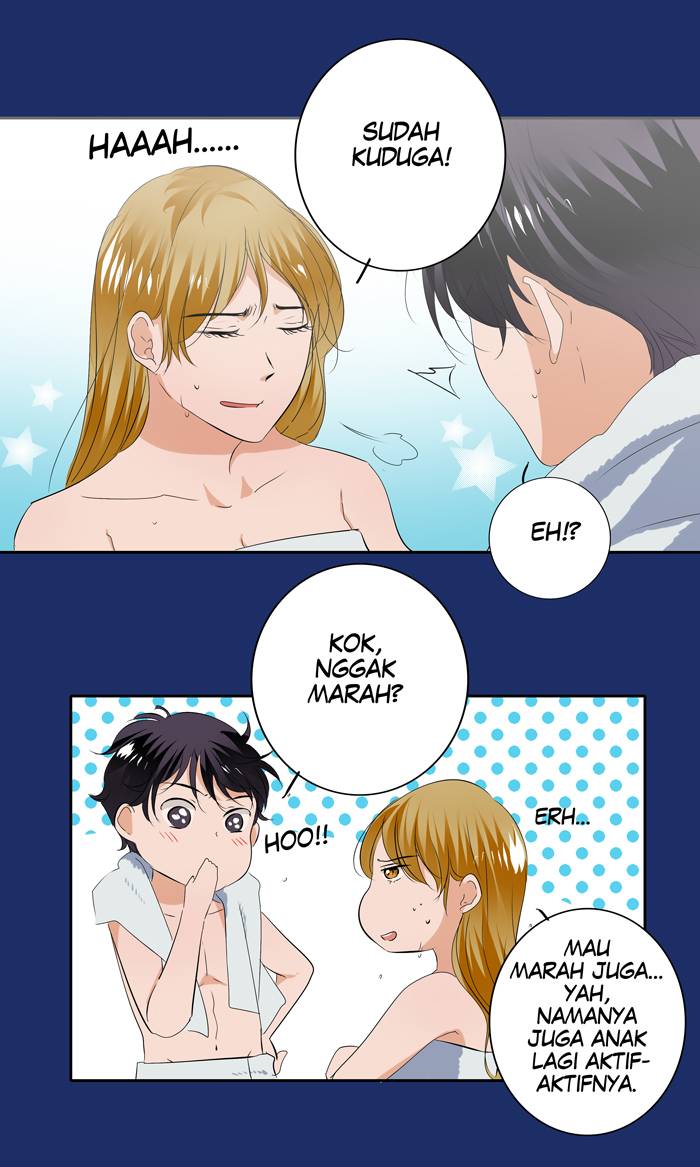 HAAAH......
SUDAH
KUDUGA!
EH!?
KOK,
NGGAK
MARAH?
HOO!!
ERH...
MAU
MARAH JUGA...
YAH,
NAMANYA
JUGA ANAK
LAGI AKTIF-
AKTIFNYA.